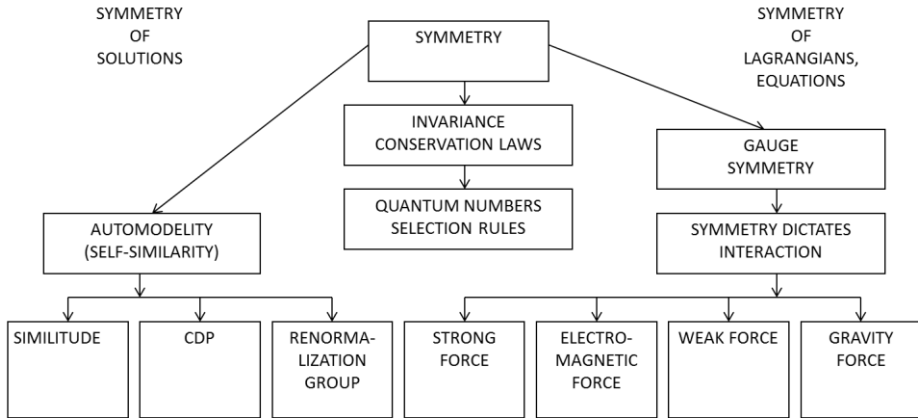 SYMMETRY
OF
SOLUTIONS
SYMMETRY
SYMMETRY
OF
LAGRANGIANS,
EQUATIONS
INVARIANCE
CONSERVATION LAWS
GAUGE
SYMMETRY
QUANTUM NUMBERS
SELECTION RULES
AUTOMODELITY
(SELF-SIMILARITY)
SYMMETRY DICTATES
INTERACTION
SIMILITUDE
CDP
RENORMA-
LIZATION
GROUP
STRONG
FORCE
ELECTRO-
MAGNETIC
FORCE
WEAK FORCE
GRAVITY
FORCE